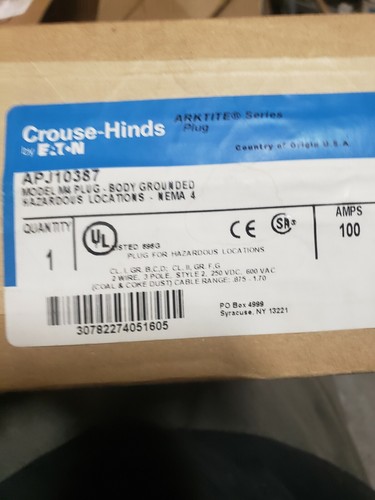 ARKTITE® Series
Plug
Crouse-Hinds
by EATON
Country of Origin U.S.A.
APJ10387
MODEL M4 PLUG - BODY GROUNDED
HAZARDOUS LOCATIONS - NEMA 4
QUANTITY
1
UL
LISTED 898G
CE
SA
AMPS
100
PLUG FOR HAZARDOUS LOCATIONS
CL. I, GR. B,C,D; CL. II, GR. F,G
2 WIRE, 3 POLE, STYLE 2, 250 VDC, 600 VAC
(COAL & COKE DUST) CABLE RANGE: .875 - 1.70
30782274051605
PO Box 4999
Syracuse, NY 13221